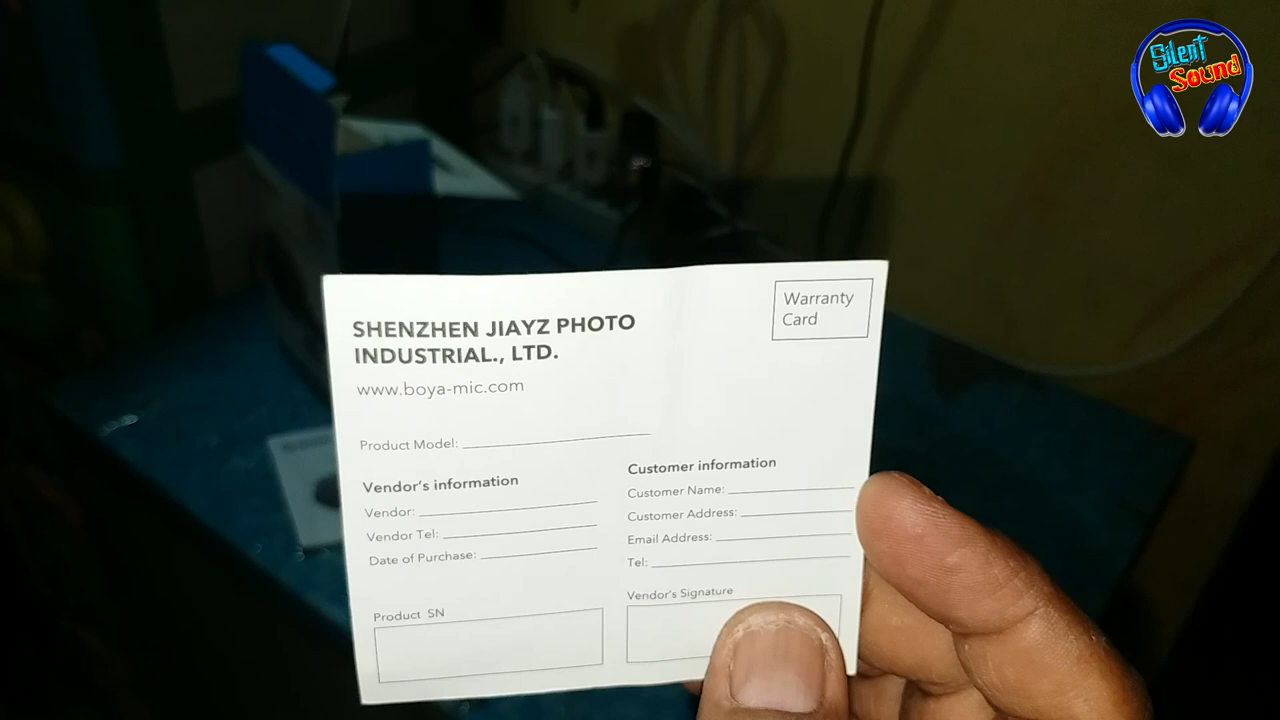 Silent
Sound
Warranty
Card
SHENZHEN JIAYZ PHOTO
INDUSTRIAL., LTD.
www.boya-mic.com
Product Model:
Vendor's information
Vendor:
Vendor Tel:
Date of Purchase:
Product SN
Customer information
Customer Name:
Customer Address:
Email Address:
Tel:
Vendor's Signature